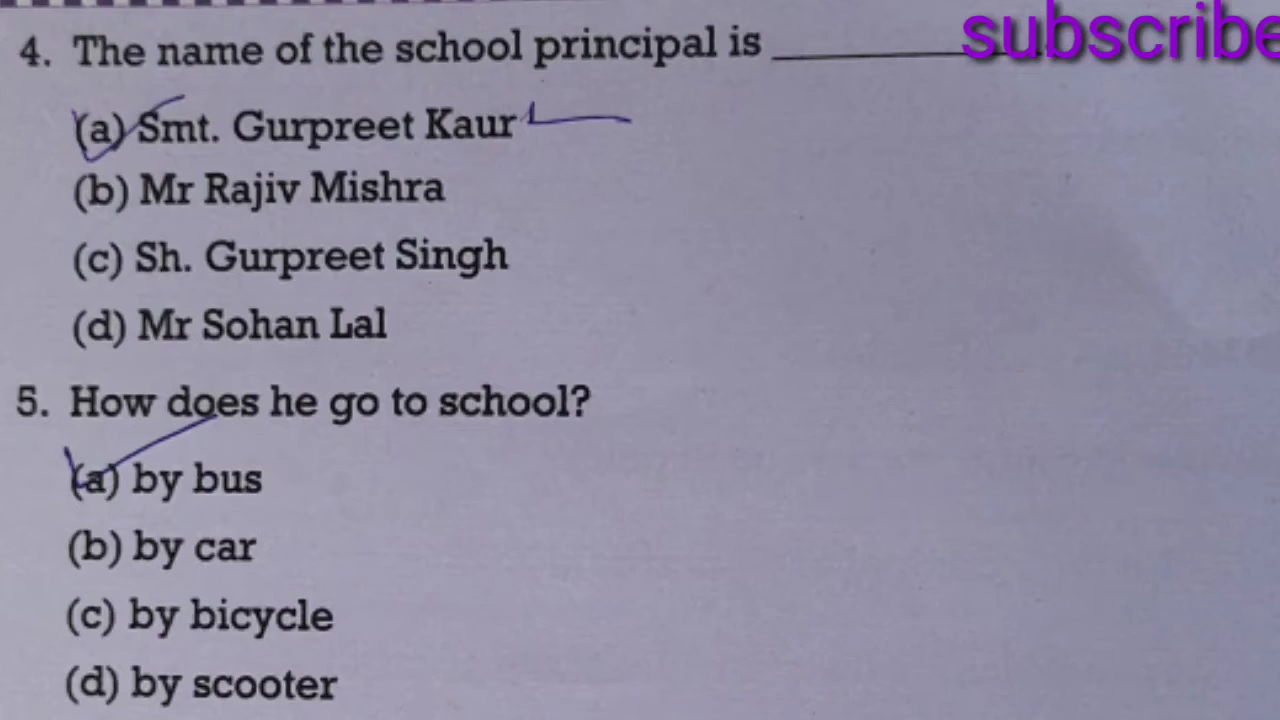 4. The name of the school principal is ____________ subscribe
(a) Smt. Gurpreet Kaur
(b) Mr Rajiv Mishra
(c) Sh. Gurpreet Singh
(d) Mr Sohan Lal
5. How does he go to school?
(a) by bus
(b) by car
(c) by bicycle
(d) by scooter